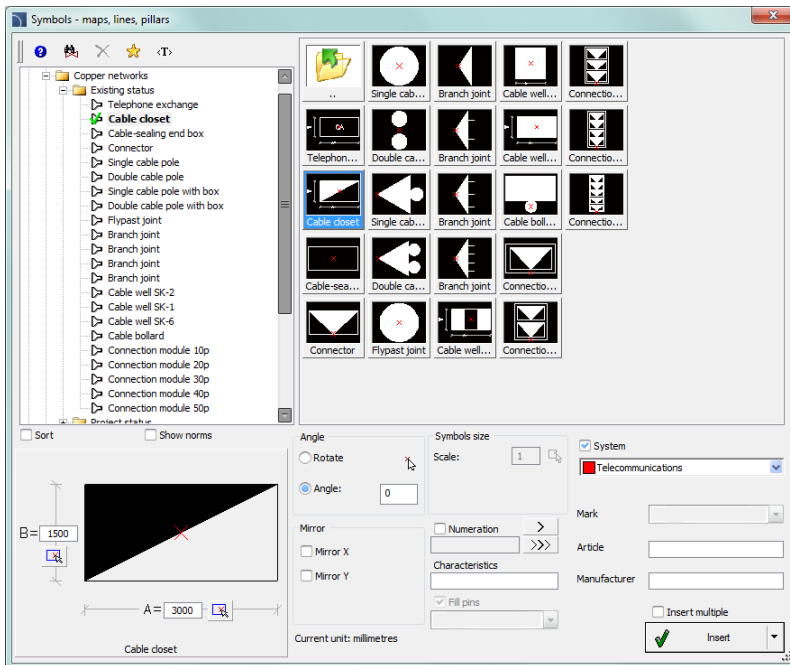 Symbols - maps, lines, pillars
<T>
Copper networks
Existing status
Telephone exchange
Cable closet
Cable-sealing end box
Connector
Single cable pole
Double cable pole
Single cable pole with box
Double cable pole with box
Flypast joint
Branch joint
Branch joint
Branch joint
Branch joint
Cable well SK-2
Cable well SK-1
Cable well SK-6
Cable bollard
Connection module 10p
Connection module 20p
Connection module 30p
Connection module 40p
Connection module 50p
Project status
..
Single cab...
Branch joint
Cable well...
Connectio...
CA
Telephon...
Double ca...
Branch joint
Cable well...
Connectio...
Cable closet
Single cab...
Branch joint
Cable boll...
Connectio...
Cable-sea...
Double ca...
Branch joint
Connectio...
Connector
Flypast joint
Cable well...
Connectio...
Sort
Show norms
B= 1500
A= 3000
Cable closet
Angle
Rotate
Angle: 0
Mirror
Mirror X
Mirror Y
Current unit: millimetres
Symbols size
Scale: 1
Numeration >
>>>
Characteristics
Fill pins
System
Telecommunications
Mark
Article
Manufacturer
Insert multiple
Insert